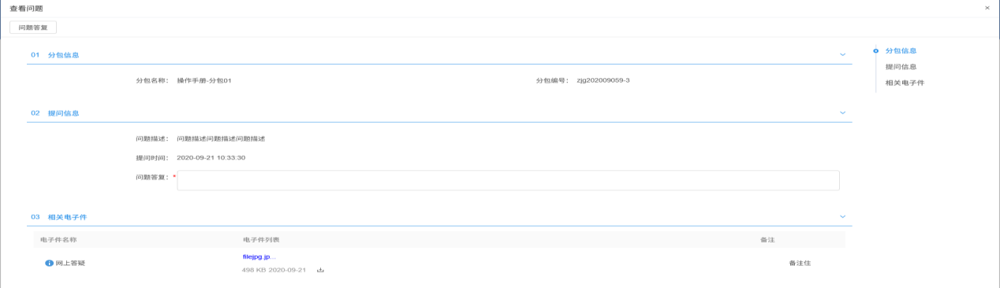 查看问题 ×
问题答复
01 分包信息
分包名称： 操作手册-分包01 分包编号： zjg202009059-3
02 提问信息
问题描述： 问题描述问题描述问题描述
提问时间： 2020-09-21 10:33:30
问题答复：*
03 相关电子件
电子件名称 电子件列表 备注
网上答疑 filejpg.jp... 备注住
498 KB 2020-09-21
分包信息
提问信息
相关电子件